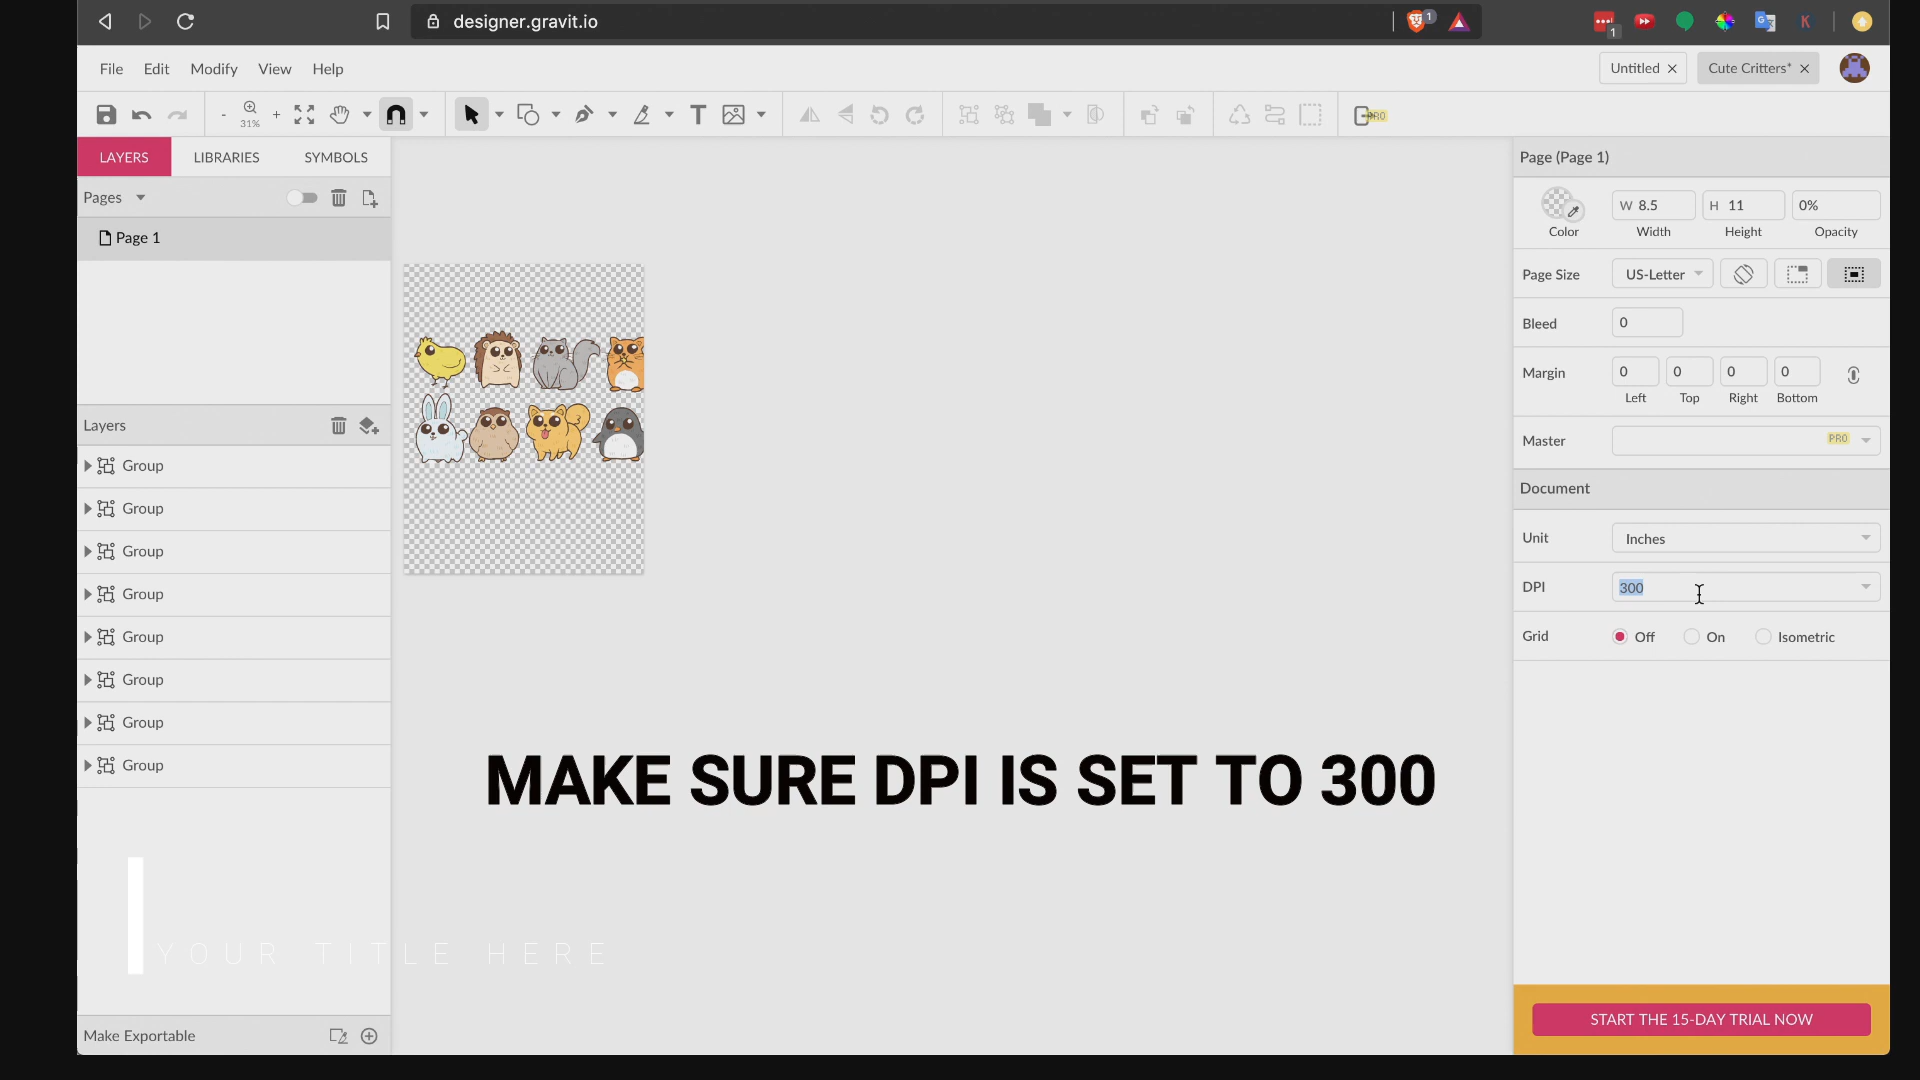 designer.gravit.io
1
1
File Edit Modify View Help
Untitled Cute Critters*
- 31% +
PRO
LAYERS LIBRARIES SYMBOLS
Pages
Page 1
Layers
Group
Group
Group
Group
Group
Group
Group
Group
Make Exportable
Page (Page 1)
W 8.5 H 11 0%
Color Width Height Opacity
Page Size US-Letter
Bleed 0
Margin 0 0 0 0
Left Top Right Bottom
Master PRO
Document
Unit Inches
DPI 300
Grid Off On Isometric
START THE 15-DAY TRIAL NOW
MAKE SURE DPI IS SET TO 300
YOUR TITLE HERE